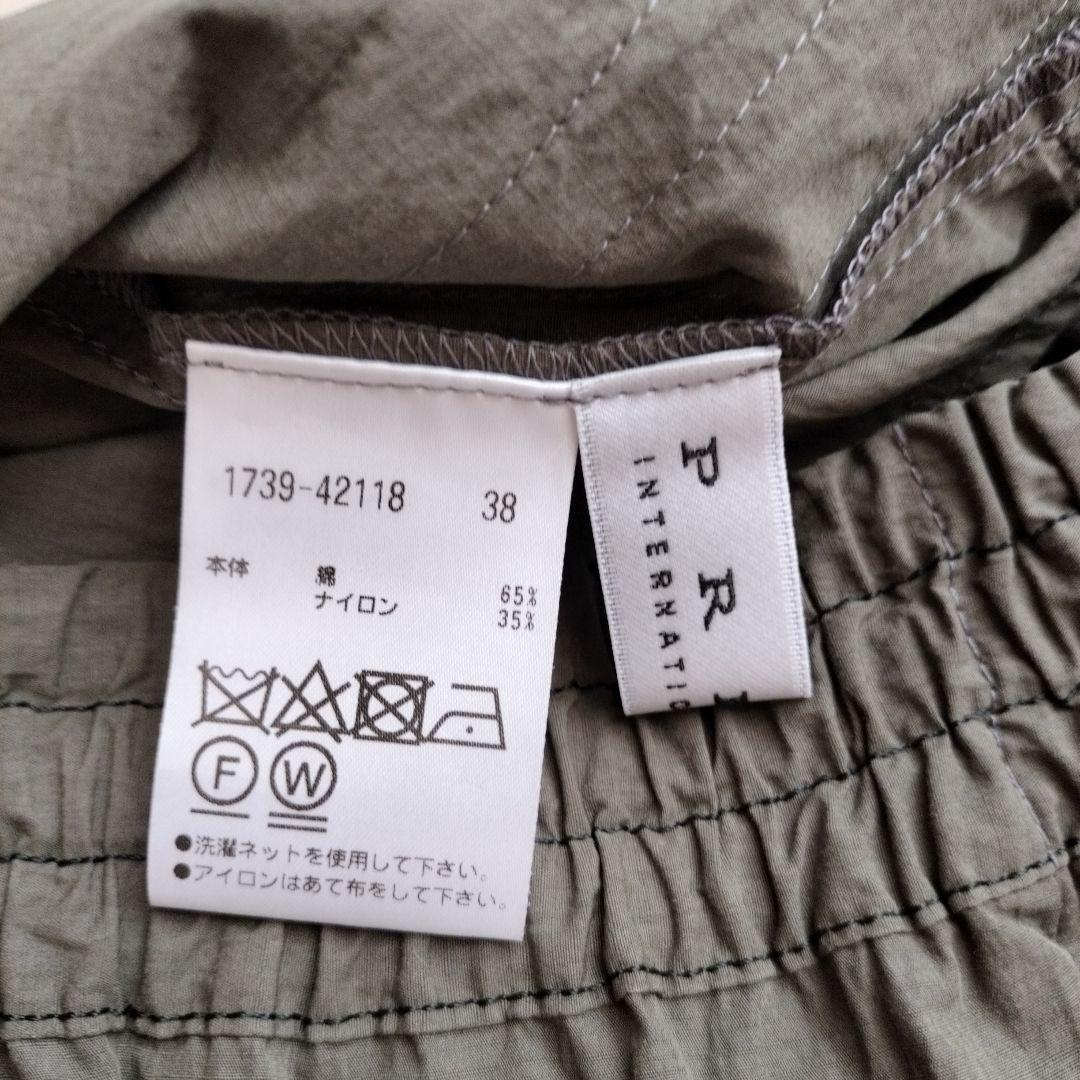 1739-42118 38
本体 綿 65%
ナイロン 35%
F W
●洗濯ネットを使用して下さい。
●アイロンはあて布をして下さい。
P R
INTERNATIO